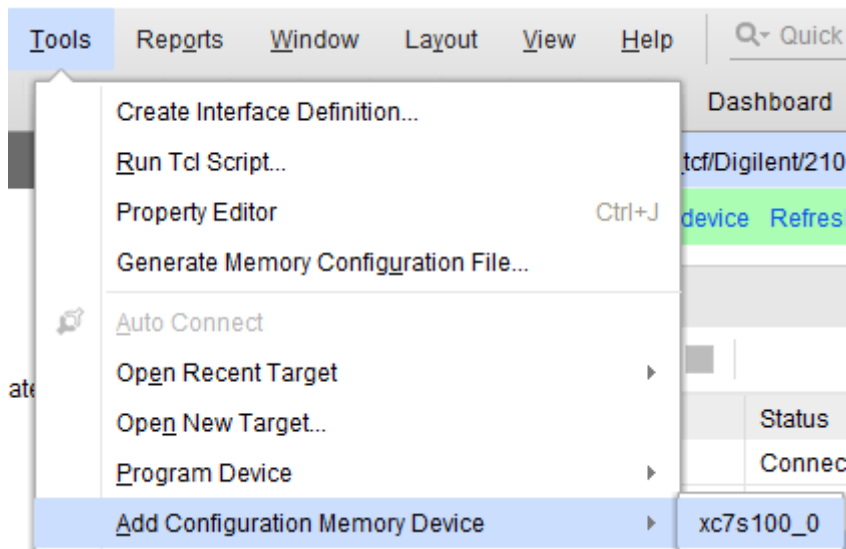 Tools Reports Window Layout View Help Quick
Dashboard
Create Interface Definition...
Run Tcl Script... tcf/Digilent/210
Property Editor Ctrl+J device Refres
Generate Memory Configuration File...
Auto Connect
Open Recent Target
ate
Open New Target... Status
Program Device Connec
Add Configuration Memory Device xc7s100_0